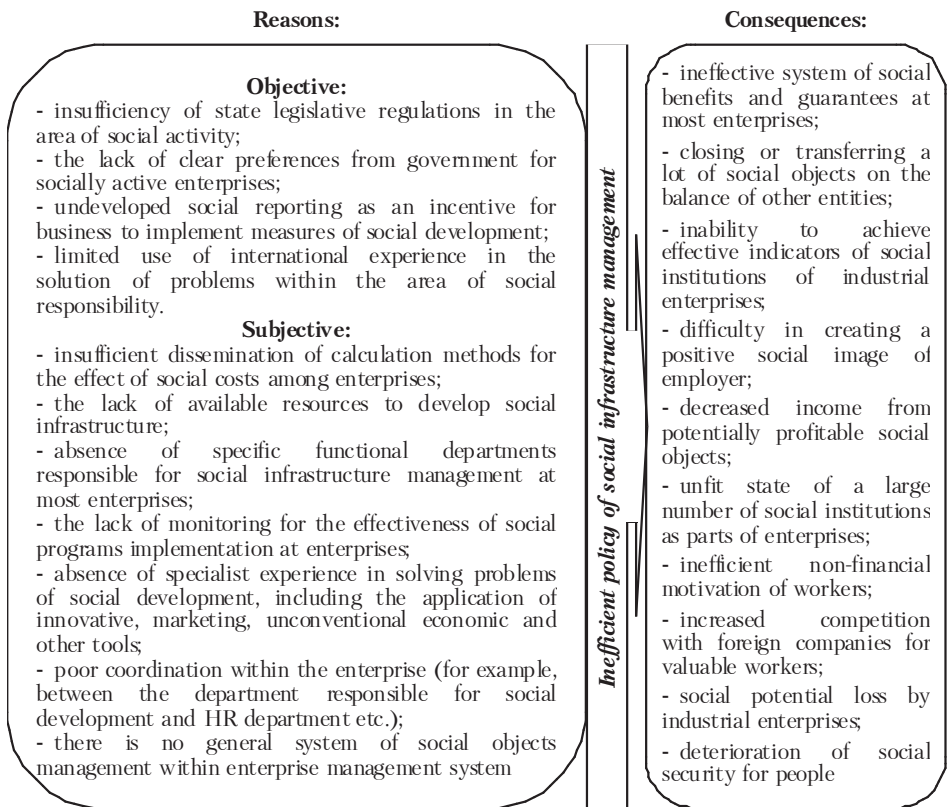 Reasons:
Objective:
- insufficiency of state legislative regulations in the
area of social activity;
- the lack of clear preferences from government for
socially active enterprises;
- undeveloped social reporting as an incentive for
business to implement measures of social development;
- limited use of international experience in the
solution of problems within the area of social
responsibility.
Subjective:
- insufficient dissemination of calculation methods for
the effect of social costs among enterprises;
- the lack of available resources to develop social
infrastructure;
- absence of specific functional departments
responsible for social infrastructure management at
most enterprises;
- the lack of monitoring for the effectiveness of social
programs implementation at enterprises;
- absence of specialist experience in solving problems
of social development, including the application of
innovative, marketing, unconventional economic and
other tools;
- poor coordination within the enterprise (for example,
between the department responsible for social
development and HR department etc.);
- there is no general system of social objects
management within enterprise management system
Inefficient policy of social infrastructure management
Consequences:
- ineffective system of social
benefits and guarantees at
most enterprises;
- closing or transferring a
lot of social objects on the
balance of other entities;
- inability to achieve
effective indicators of social
institutions of industrial
enterprises;
- difficulty in creating a
positive social image of
employer;
- decreased income from
potentially profitable social
objects;
- unfit state of a large
number of social institutions
as parts of enterprises;
- inefficient non-financial
motivation of workers;
- increased competition
with foreign companies for
valuable workers;
- social potential loss by
industrial enterprises;
- deterioration of social
security for people